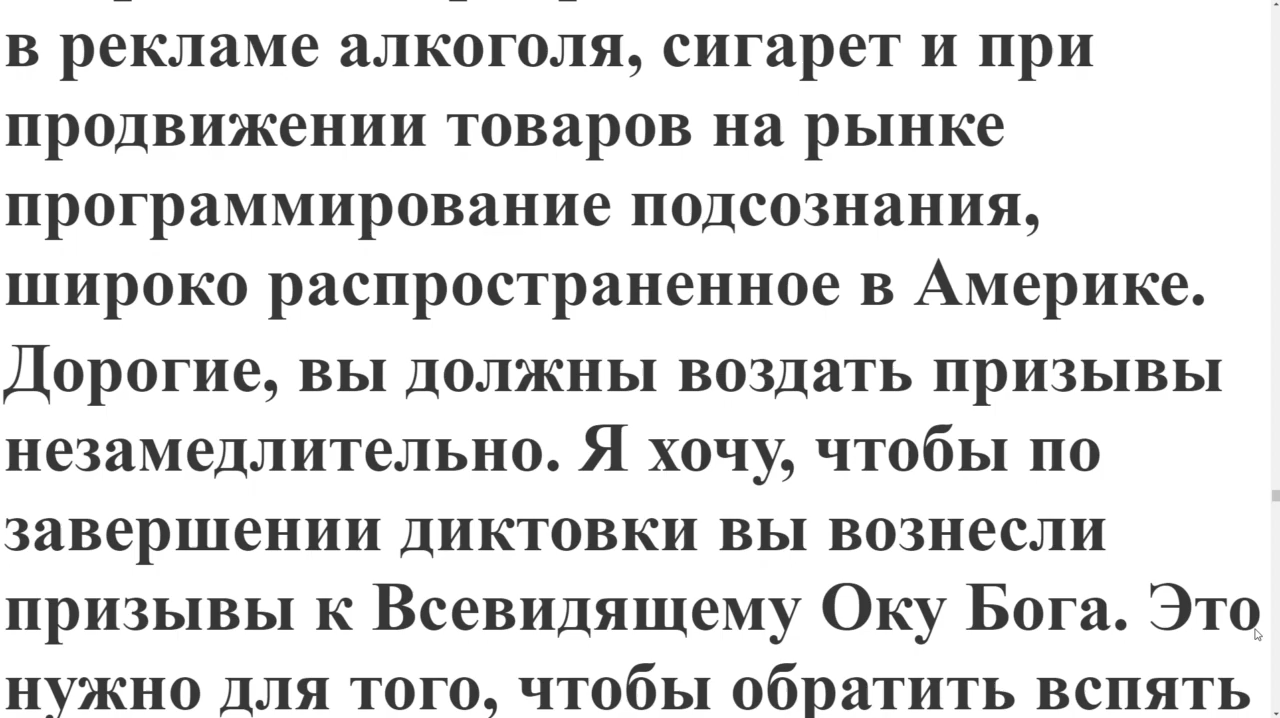 в рекламе алкоголя, сигарет и при
продвижении товаров на рынке
программирование подсознания,
широко распространенное в Америке.
Дорогие, вы должны воздать призывы
незамедлительно. Я хочу, чтобы по
завершении диктовки вы вознесли
призывы к Всевидящему Оку Бога. Это
нужно для того, чтобы обратить вспять